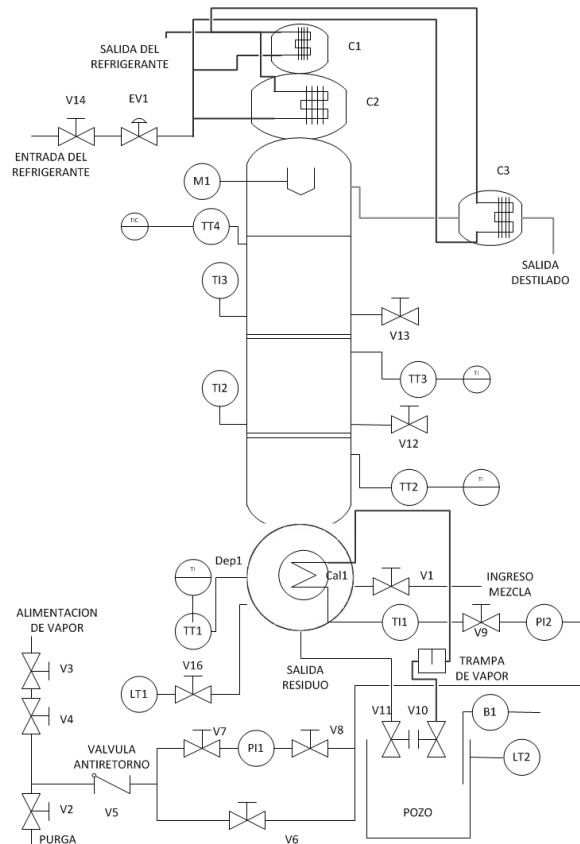 C1
SALIDA DEL
REFRIGERANTE
C2
V14
EV1
ENTRADA DEL
REFRIGERANTE
C3
M1
TIC
TT4
SALIDA
DESTILADO
TI3
V13
TT3
TI
TI2
V12
TT2
TI
Dep1
TI
Cal1
V1
INGRESO
MEZCLA
ALIMENTACION
DE VAPOR
TT1
TI1
V9
PI2
V3
LT1
V16
SALIDA
RESIDUO
TRAMPA
DE VAPOR
V4
V7
V8
V11
V10
B1
VALVULA
ANTIRETORNO
PI1
LT2
V2
V5
V6
POZO
PURGA